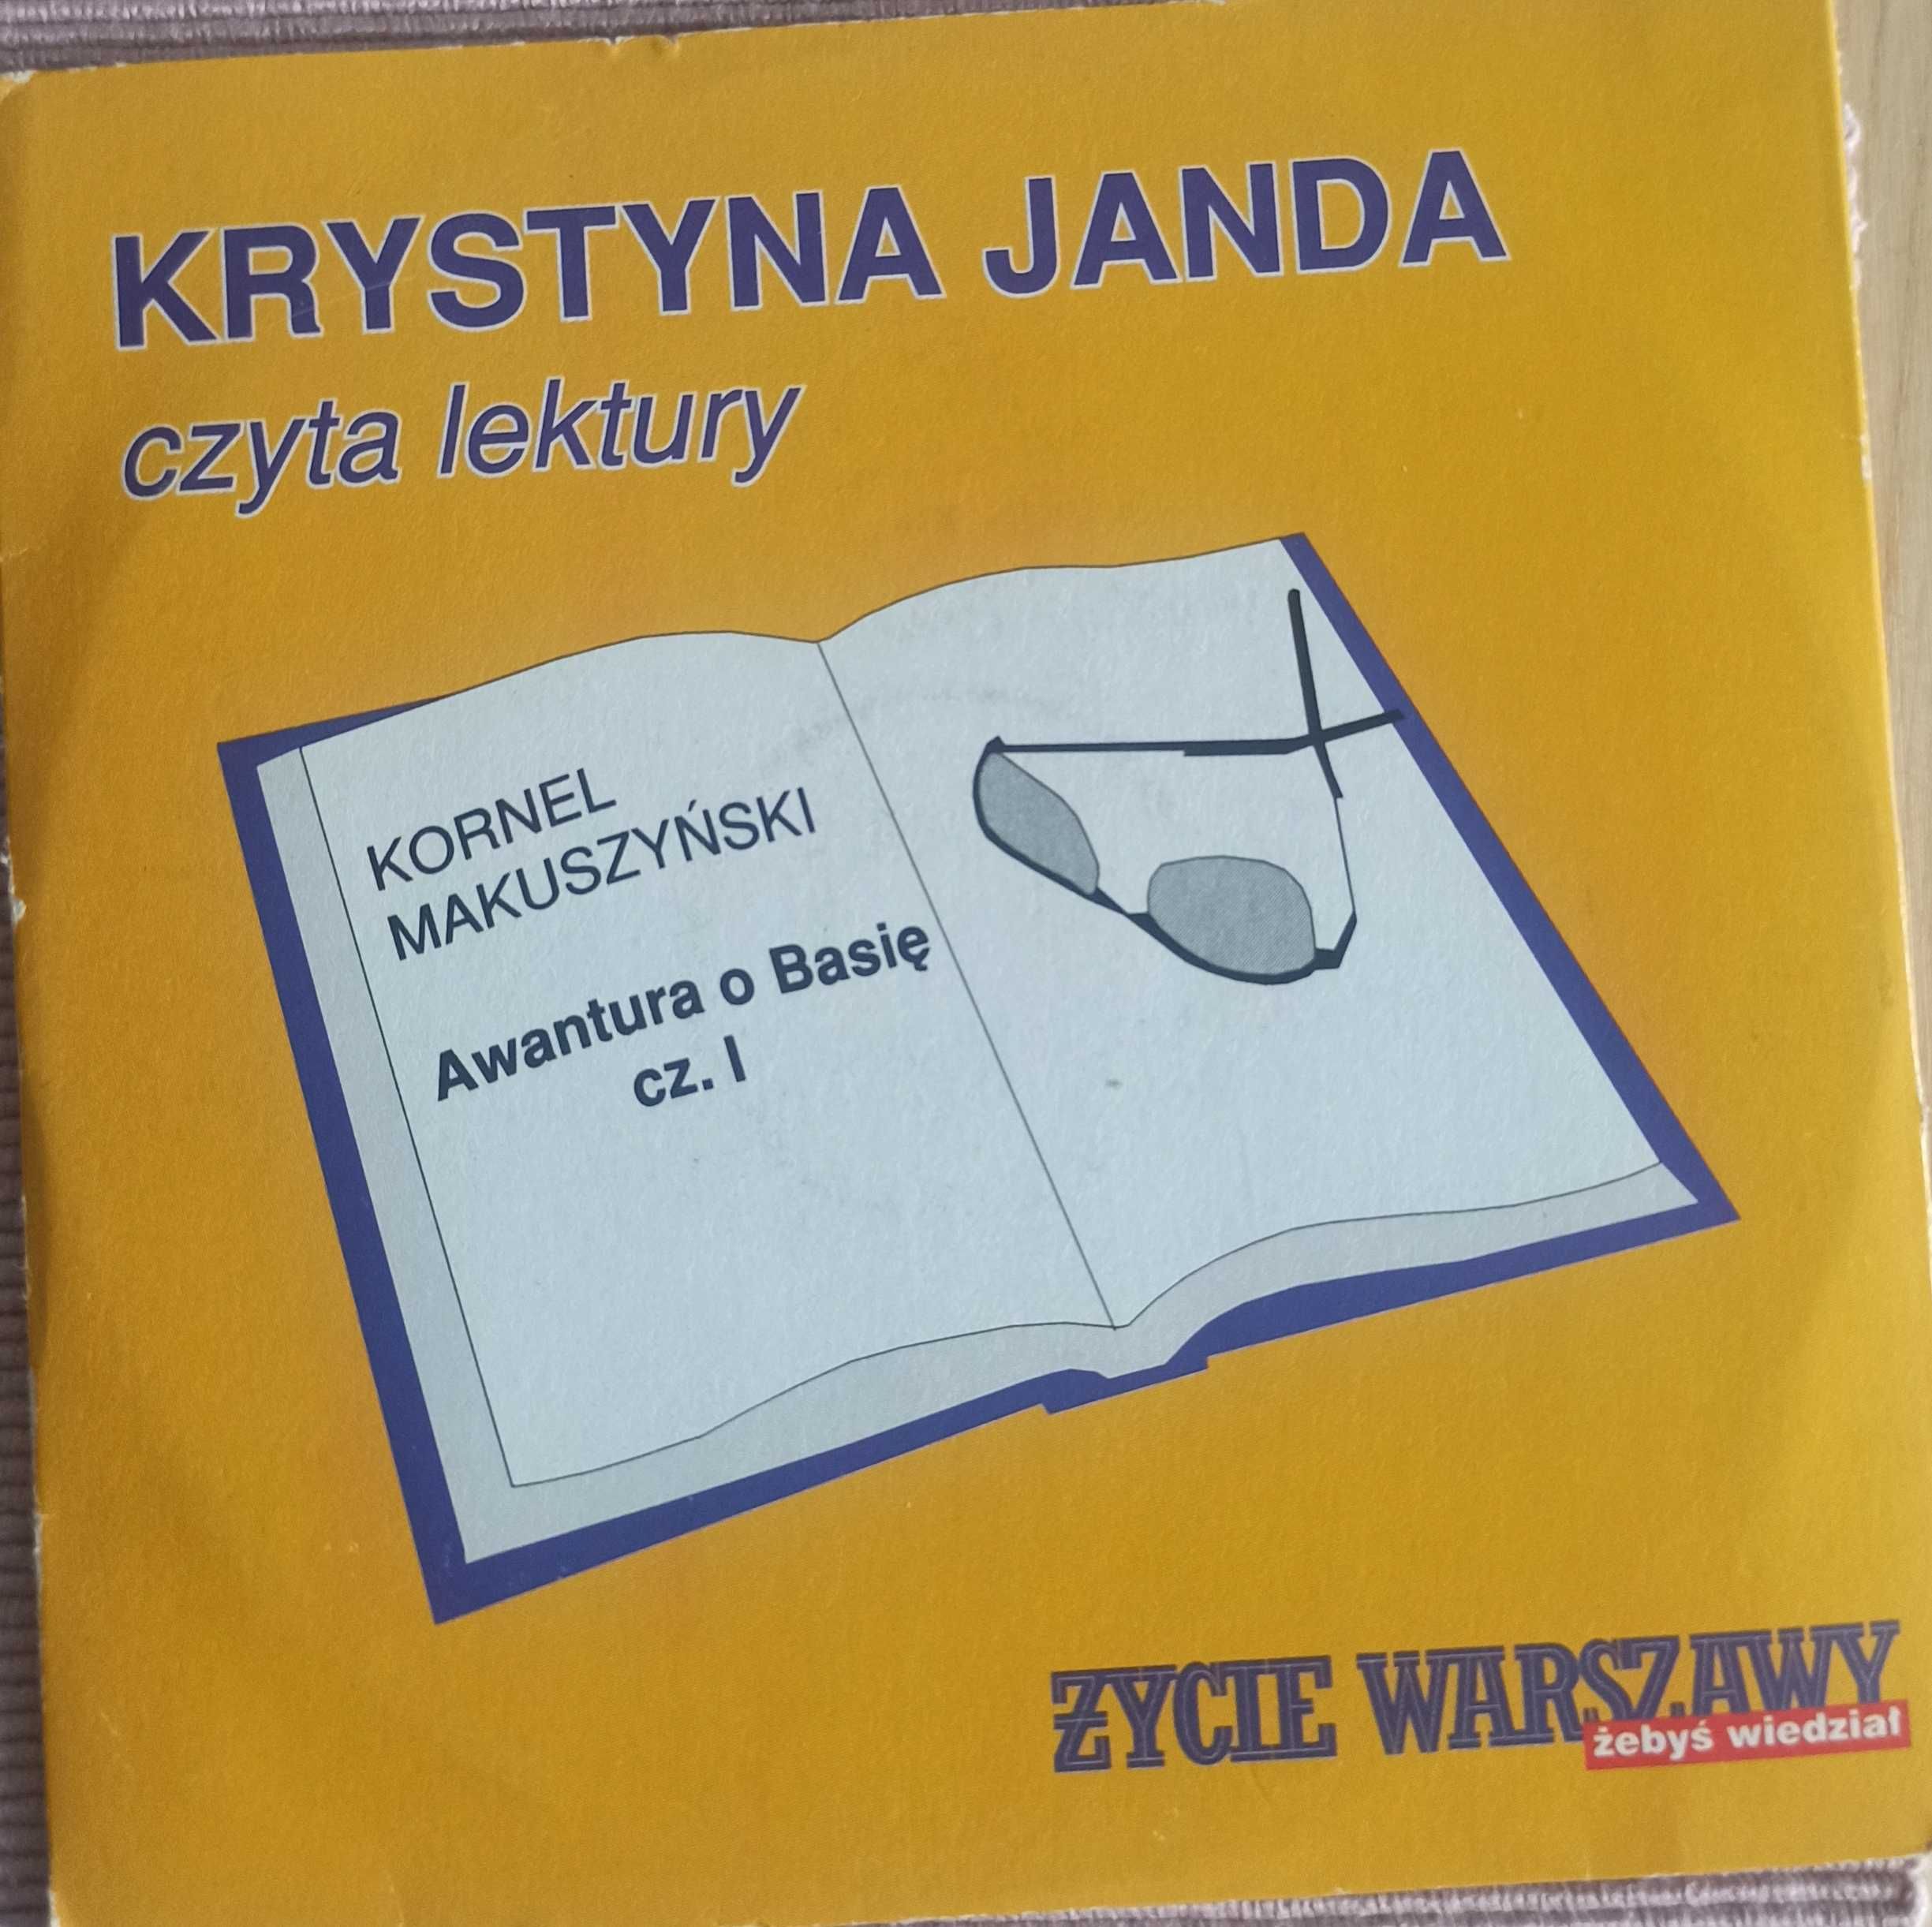 KRYSTYNA JANDA
czyta lektury
KORNEL
MAKUSZYŃSKI
Awantura o Basię
cz. I
ŻYCIE WARSZAWY
żebyś wiedział